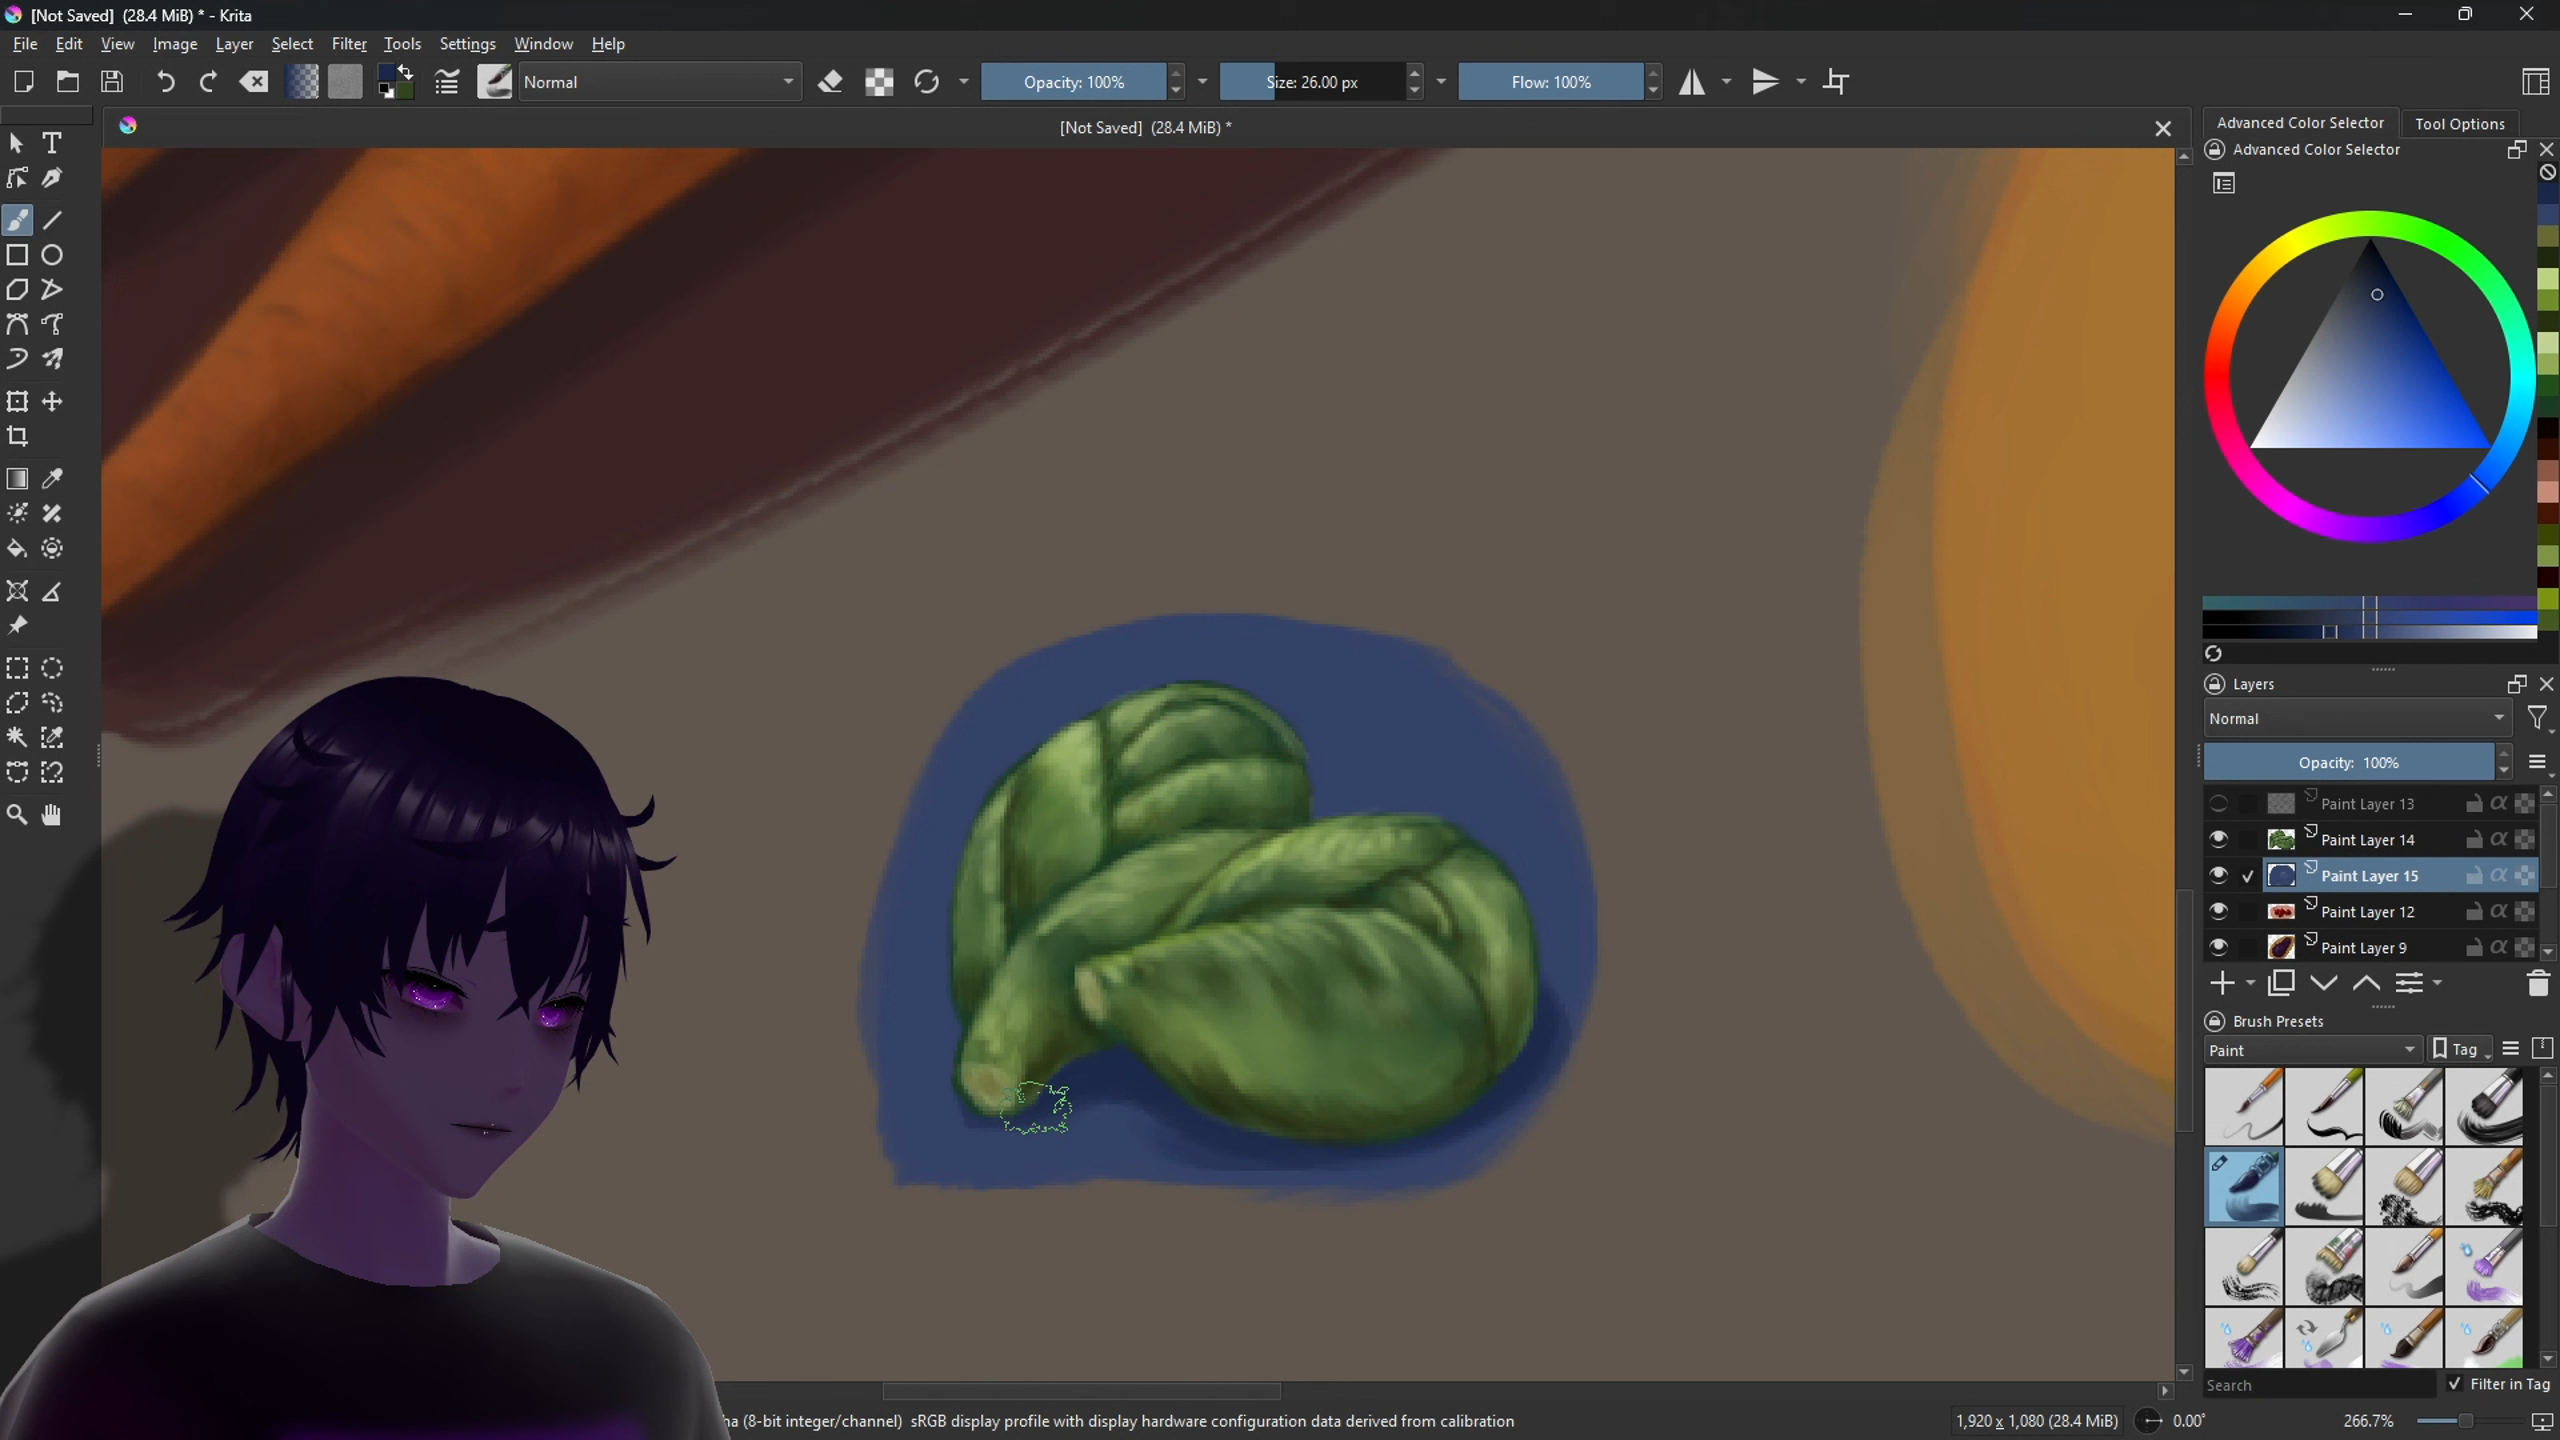 [Not Saved] (28.4 MiB) * - Krita
File Edit View Image Layer Select Filter Tools Settings Window Help
Normal
Opacity: 100%
Size: 26.00 px
Flow: 100%
[Not Saved] (28.4 MiB) *
Advanced Color Selector
Tool Options
Advanced Color Selector
Layers
Normal
Opacity: 100%
Paint Layer 13
Paint Layer 14
Paint Layer 15
Paint Layer 12
Paint Layer 9
Brush Presets
Paint
Tag
Search
Filter in Tag
ha (8-bit integer/channel) sRGB display profile with display hardware configuration data derived from calibration
1,920 x 1,080 (28.4 MiB)
0.00°
266.7%